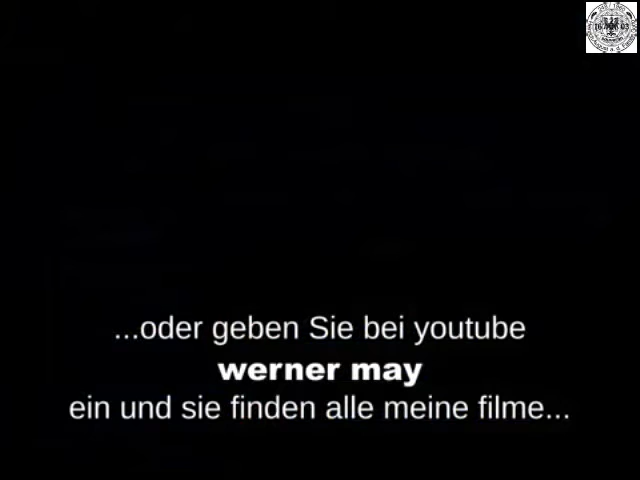 ...oder geben Sie bei youtube
werner may
ein und sie finden alle meine filme...